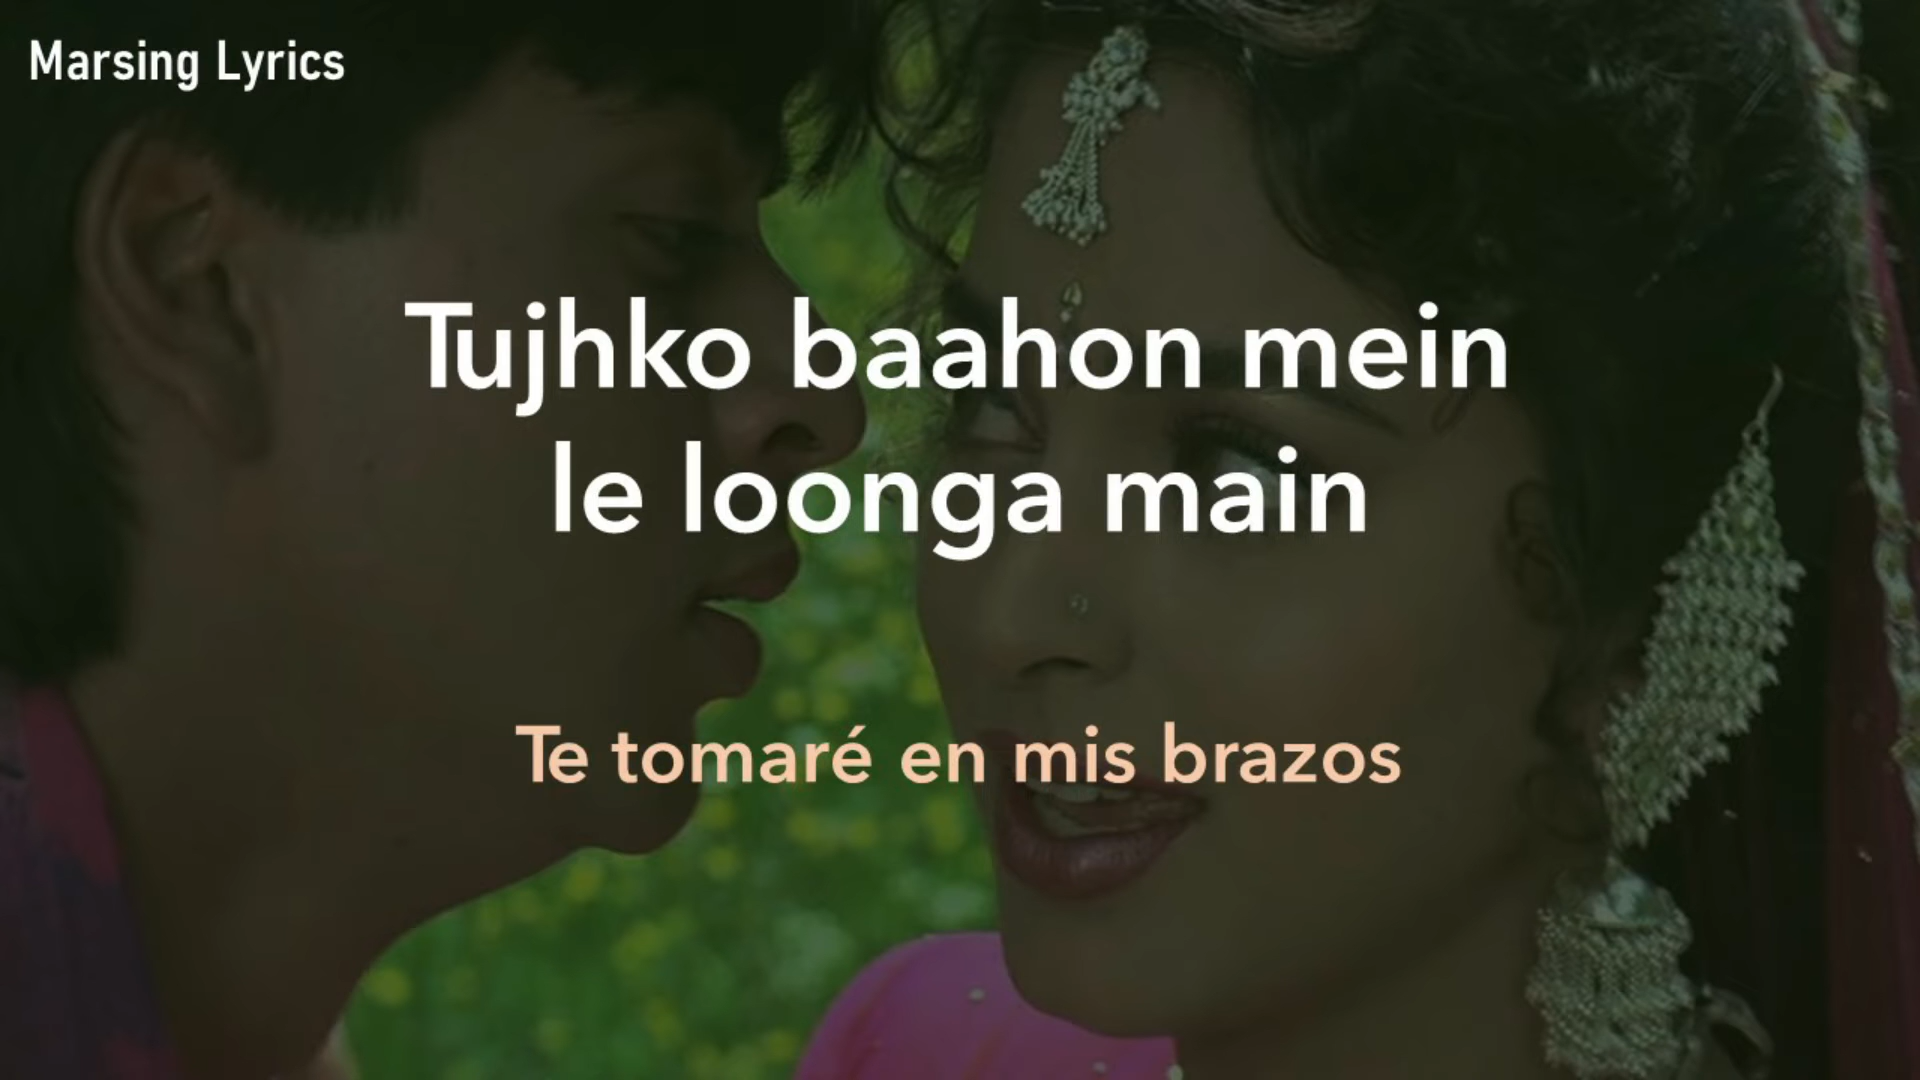 Marsing Lyrics
Tujhko baahon mein
le loonga main
Te tomaré en mis brazos